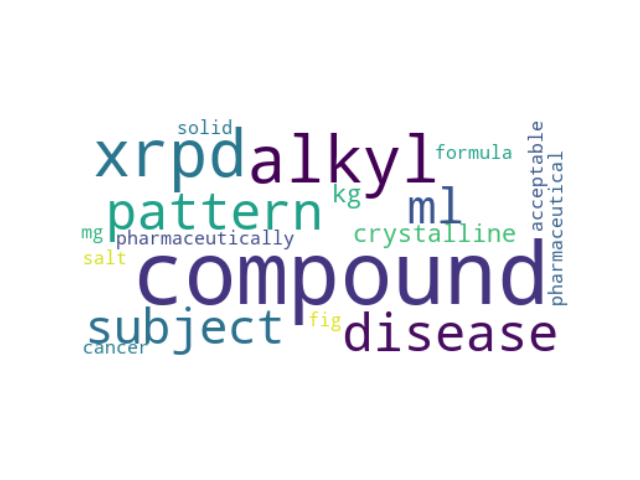 solid
xrpd alkyl formula
acceptable
pharmaceutical
pattern kg ml
mg pharmaceutically crystalline
salt compound
subject fig disease
cancer